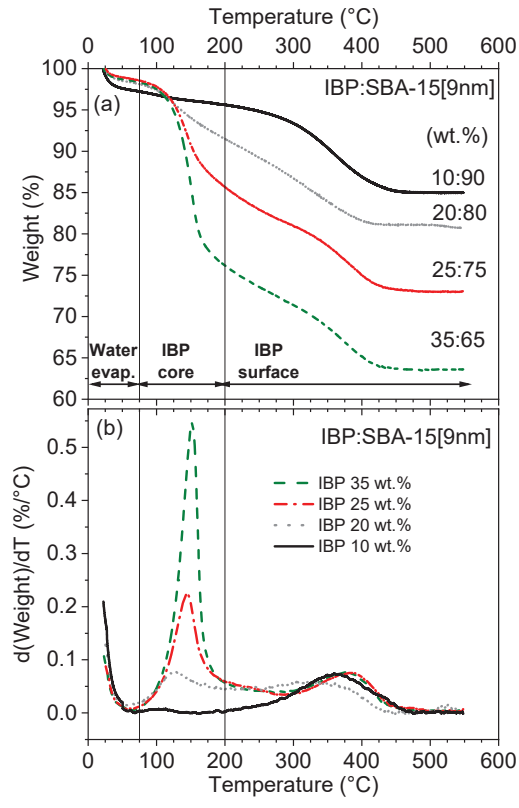 Temperature (°C)
0 100 200 300 400 500 600
100
95
90
85
80
75
70
65
60
Weight (%)
(a)
IBP:SBA-15[9nm]
(wt.%)
10:90
20:80
25:75
35:65
Water IBP IBP
evap. core surface
(b)
IBP:SBA-15[9nm]
IBP 35 wt.%
IBP 25 wt.%
IBP 20 wt.%
IBP 10 wt.%
0.5
0.4
0.3
0.2
0.1
0.0
d(Weight)/dT (%/°C)
0 100 200 300 400 500 600
Temperature (°C)